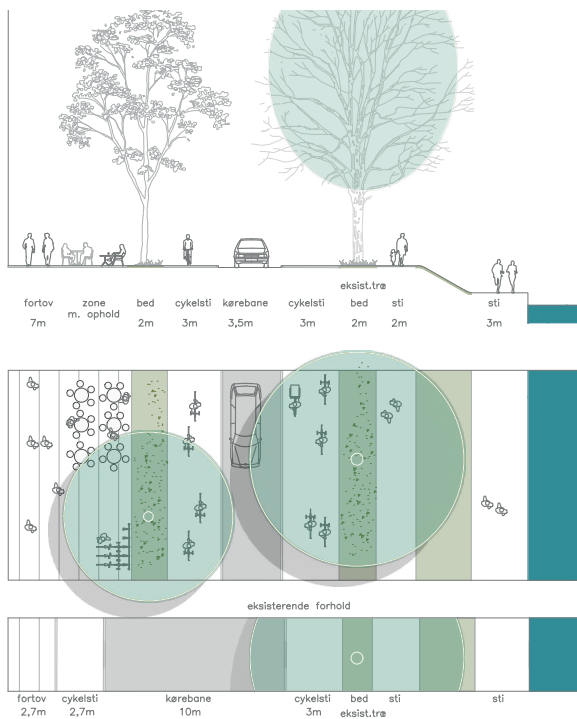 eksist.træ
fortov zone bed cykelsti kørebane cykelsti bed sti sti
m. ophold
7m 2m 3m 3,5m 3m 2m 2m 3m
eksisterende forhold
fortov cykelsti kørebane cykelsti bed sti sti
2,7m 2,7m 10m 3m eksist.træ